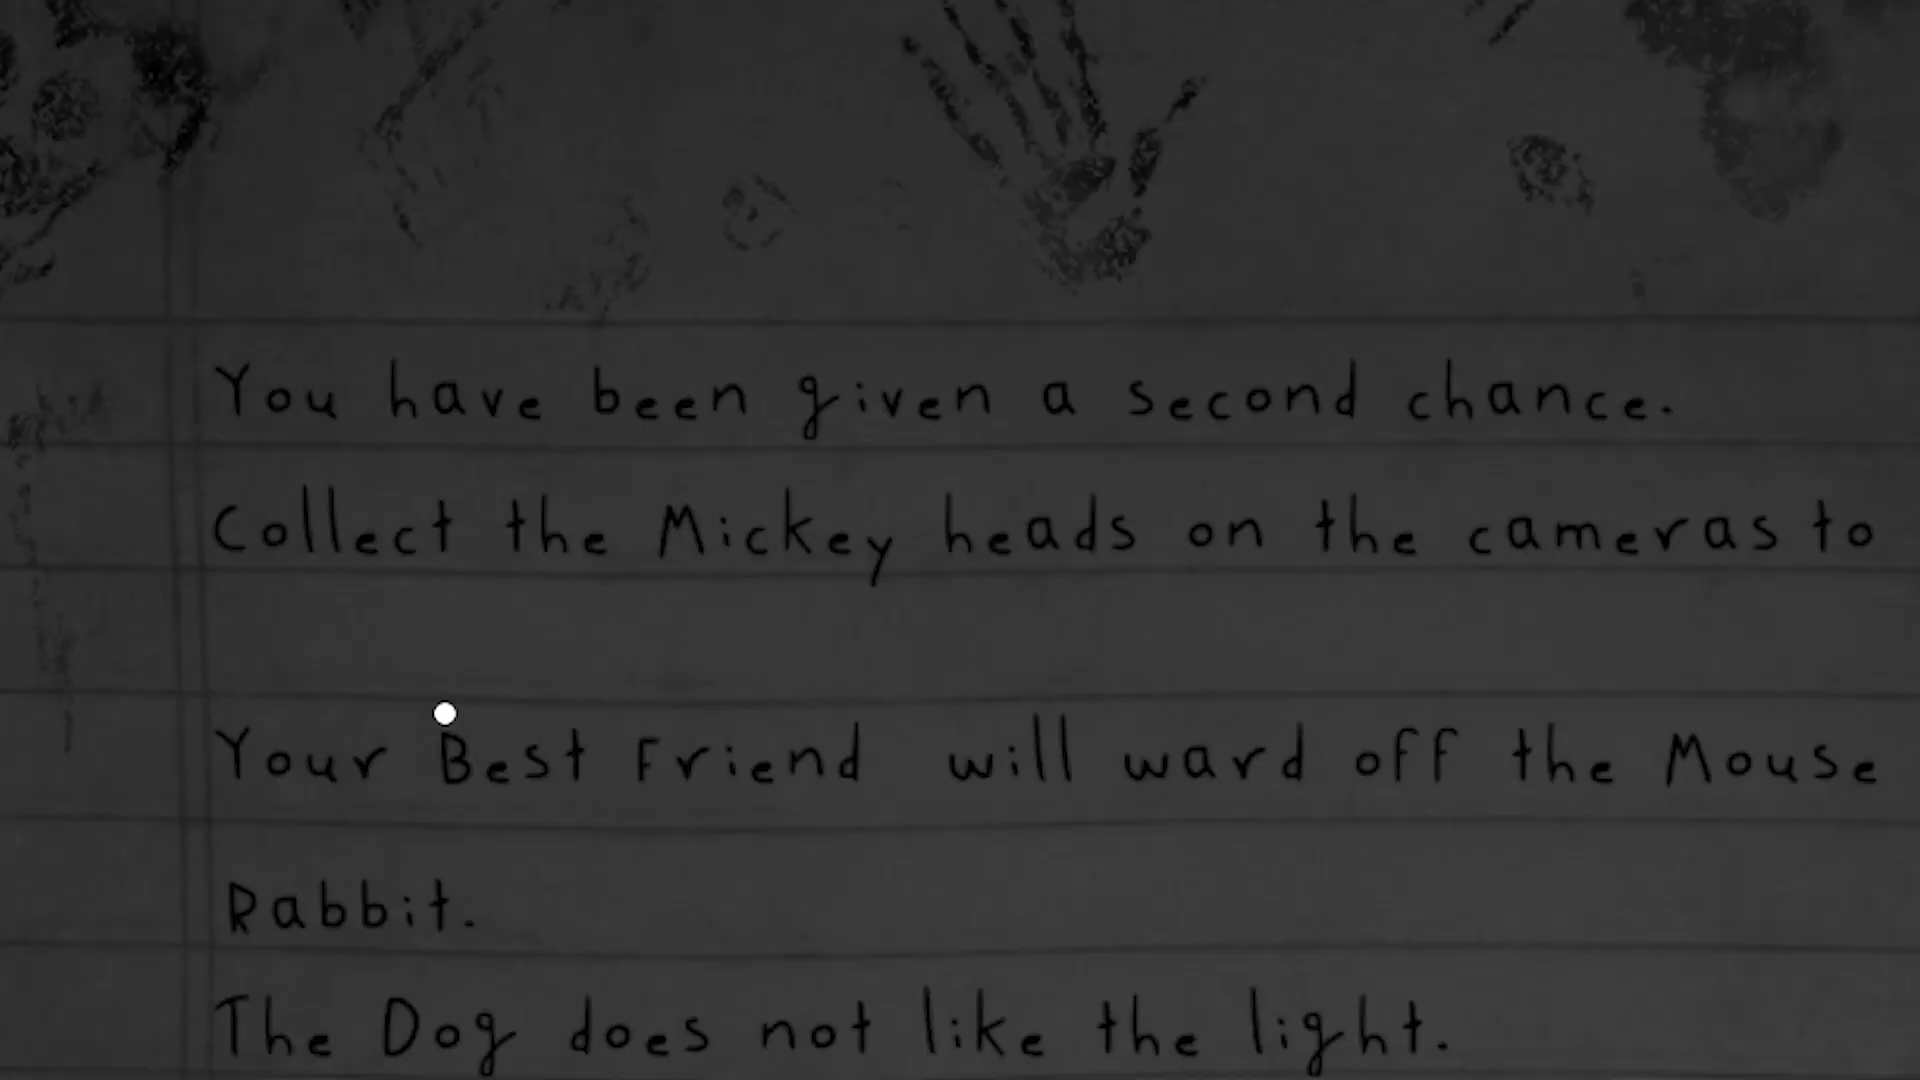 You have been given a second chance.
Collect the Mickey heads on the cameras to
Your Best Friend will ward off the Mouse
Rabbit.
The Dog does not like the light.